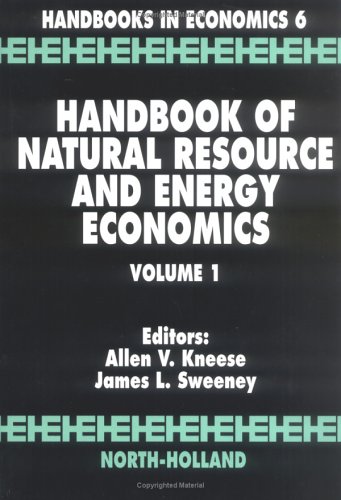 HANDBOOKS IN ECONOMICS 6
HANDBOOK OF
NATURAL RESOURCE
AND ENERGY
ECONOMICS
VOLUME 1
Editors:
Allen V. Kneese
James L. Sweeney
NORTH-HOLLAND
Copyrighted Material